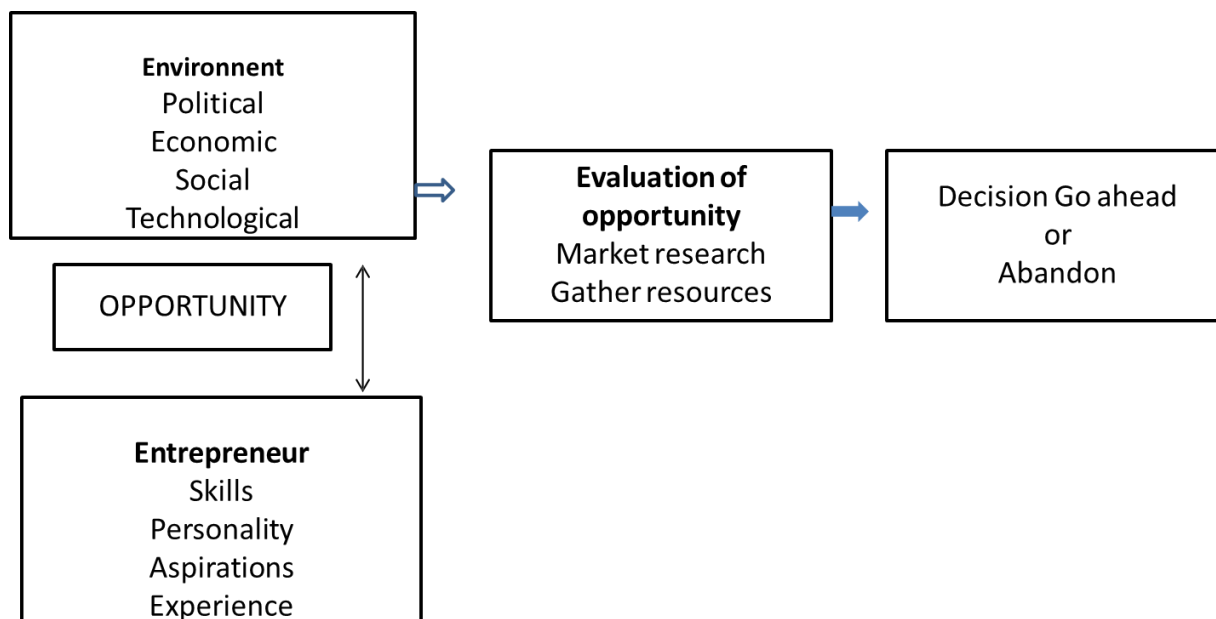 Environnent
Political
Economic
Social
Technological
OPPORTUNITY
Entrepreneur
Skills
Personality
Aspirations
Experience
Evaluation of
opportunity
Market research
Gather resources
Decision Go ahead
or
Abandon